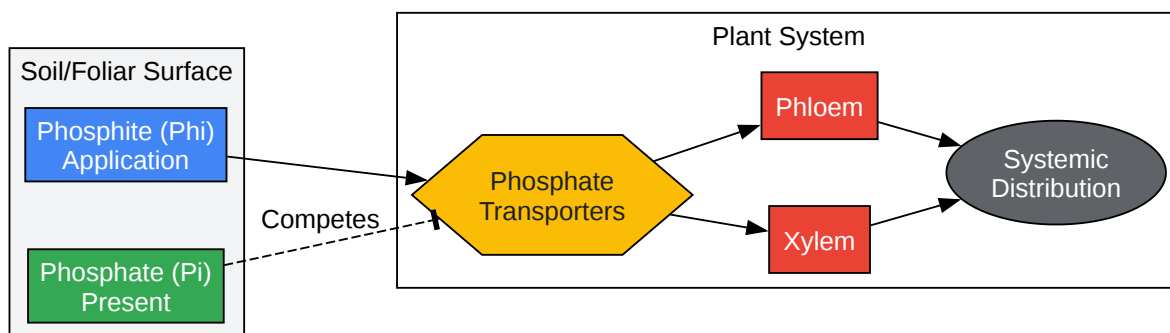 Soil/Foliar Surface
Phosphite (Phi)
Application
Competes
Phosphate (Pi)
Present
Plant System
Phosphate
Transporters
Phloem
Xylem
Systemic
Distribution